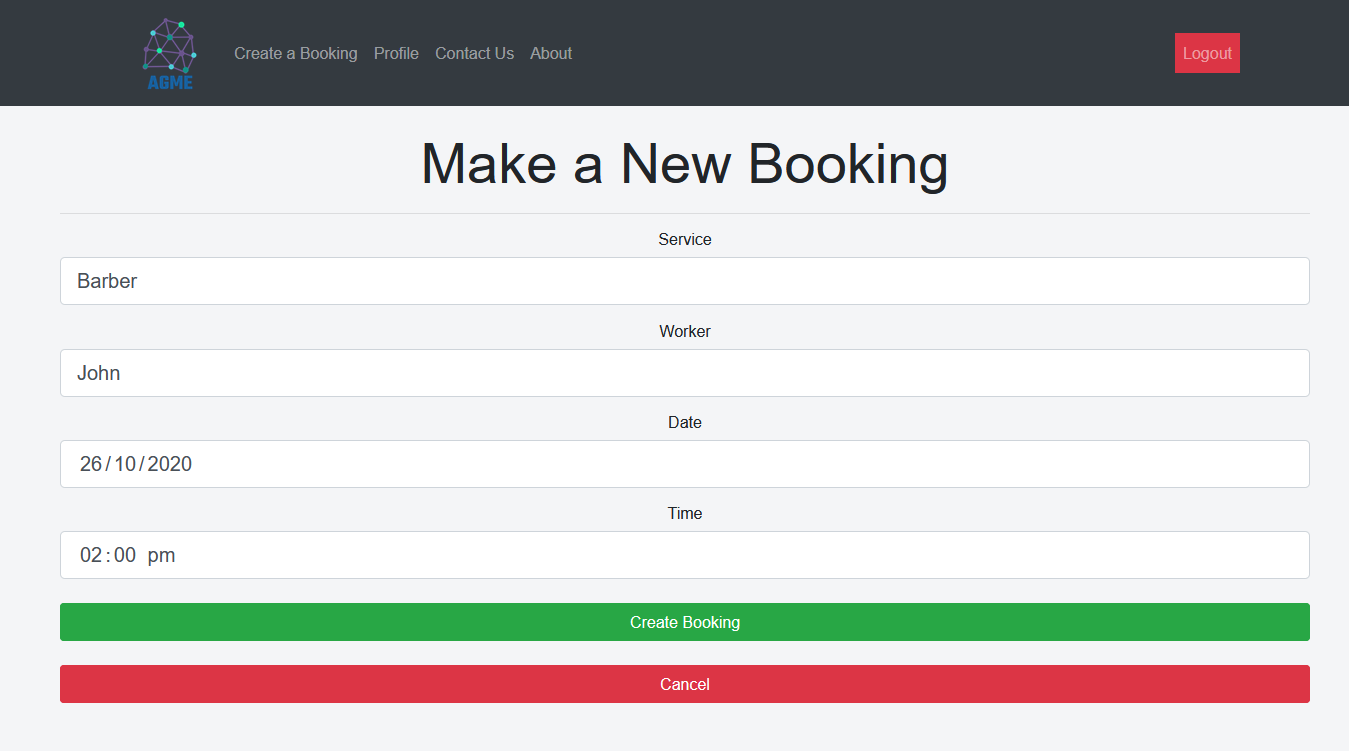 AGME
Create a Booking Profile Contact Us About Logout
Make a New Booking
Service
Barber
Worker
John
Date
26/10/2020
Time
02:00 pm
Create Booking
Cancel